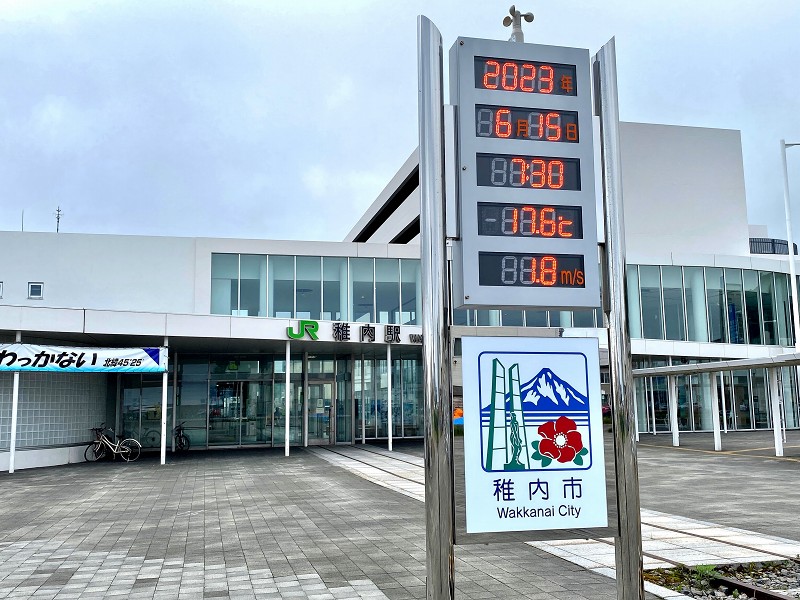 2023年
6月15日
7:30
17.6℃
1.8m/s
JR 稚内駅
わっかない 北緯45°25'
稚内市
Wakkanai City